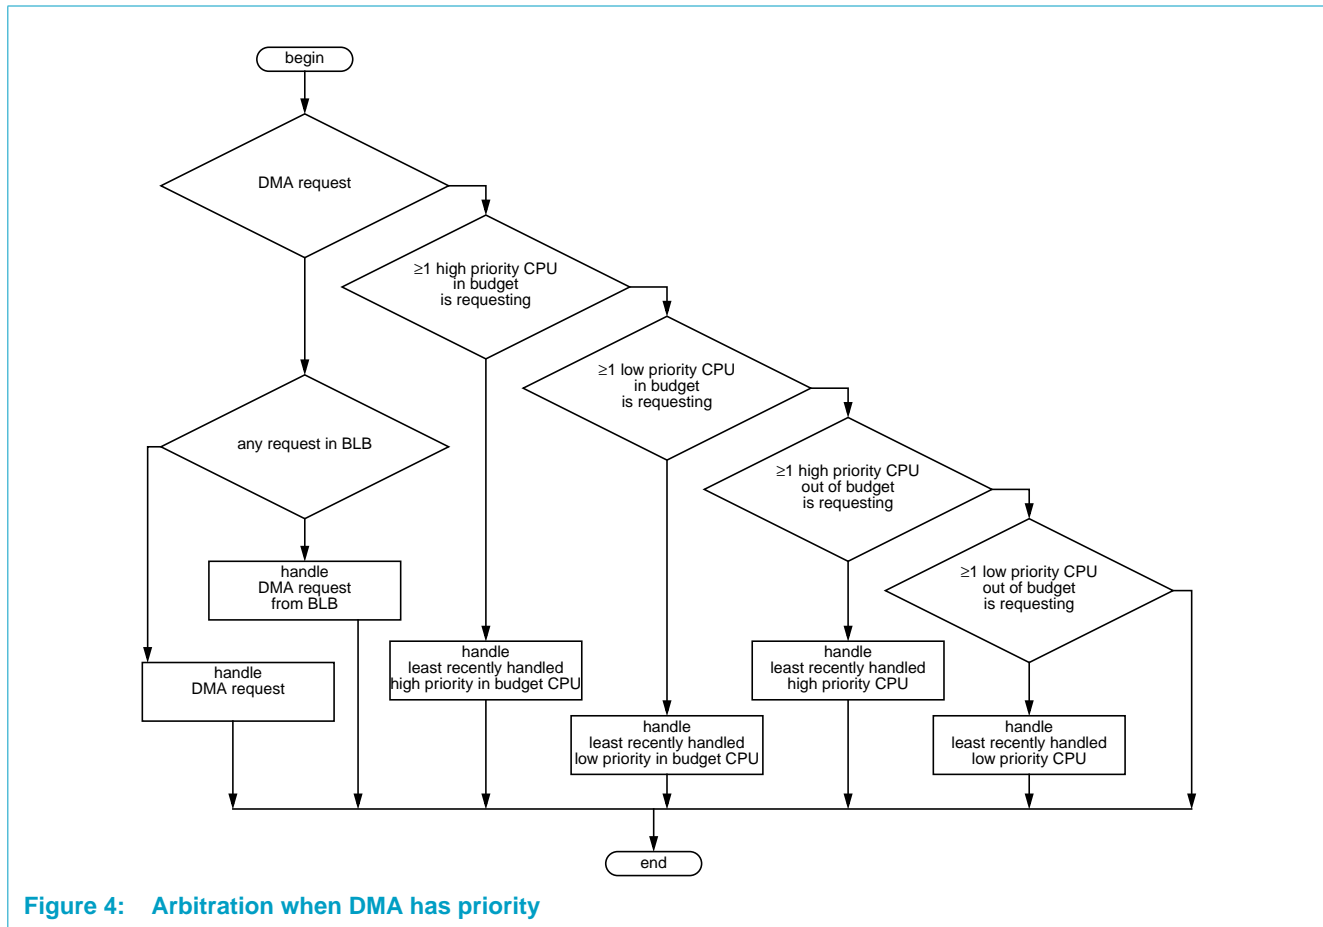 begin
DMA request
≥1 high priority CPU
in budget
is requesting
≥1 low priority CPU
in budget
is requesting
any request in BLB
≥1 high priority CPU
out of budget
is requesting
≥1 low priority CPU
out of budget
is requesting
handle
DMA request
from BLB
handle
DMA request
handle
least recently handled
high priority in budget CPU
handle
least recently handled
low priority in budget CPU
handle
least recently handled
high priority CPU
handle
least recently handled
low priority CPU
end
Figure 4: Arbitration when DMA has priority